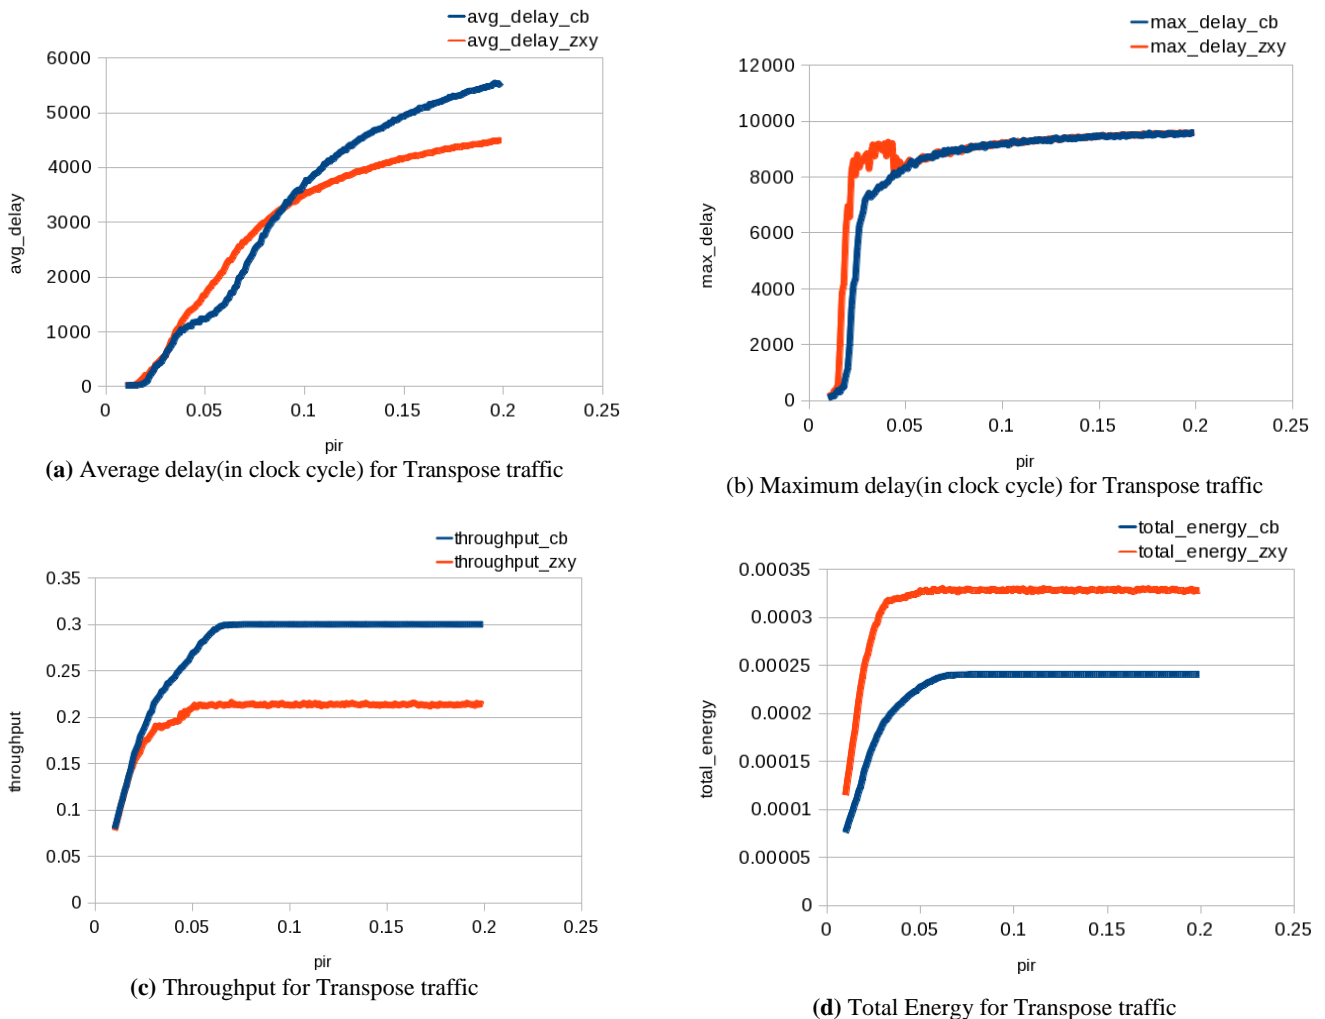 avg_delay_cb
avg_delay_zxy
6000
5000
4000
3000
2000
1000
0
avg_delay
0 0.05 0.1 0.15 0.2 0.25
pir
(a) Average delay(in clock cycle) for Transpose traffic
max_delay_cb
max_delay_zxy
12000
10000
8000
6000
4000
2000
0
max_delay
0 0.05 0.1 0.15 0.2 0.25
pir
(b) Maximum delay(in clock cycle) for Transpose traffic
throughput_cb
throughput_zxy
0.35
0.3
0.25
0.2
0.15
0.1
0.05
0
throughput
0 0.05 0.1 0.15 0.2 0.25
pir
(c) Throughput for Transpose traffic
total_energy_cb
total_energy_zxy
0.00035
0.0003
0.00025
0.0002
0.00015
0.0001
0.00005
0
total_energy
0 0.05 0.1 0.15 0.2 0.25
pir
(d) Total Energy for Transpose traffic